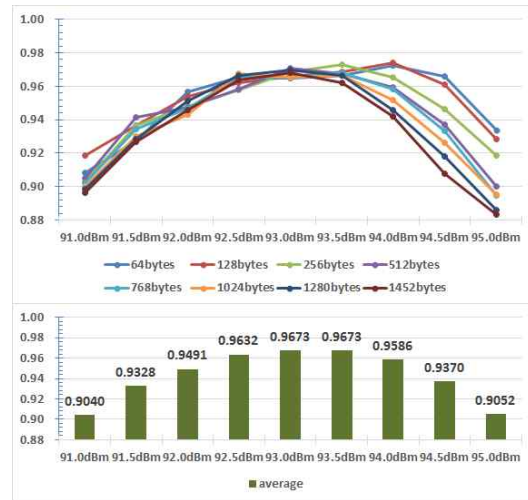 1.00
0.98
0.96
0.94
0.92
0.90
0.88
91.0dBm 91.5dBm 92.0dBm 92.5dBm 93.0dBm 93.5dBm 94.0dBm 94.5dBm 95.0dBm
64bytes 128bytes 256bytes 512bytes
768bytes 1024bytes 1280bytes 1452bytes
1.00
0.98
0.96
0.94
0.92
0.90
0.88
0.9040 0.9328 0.9491 0.9632 0.9673 0.9673 0.9586 0.9370 0.9052
91.0dBm 91.5dBm 92.0dBm 92.5dBm 93.0dBm 93.5dBm 94.0dBm 94.5dBm 95.0dBm
average